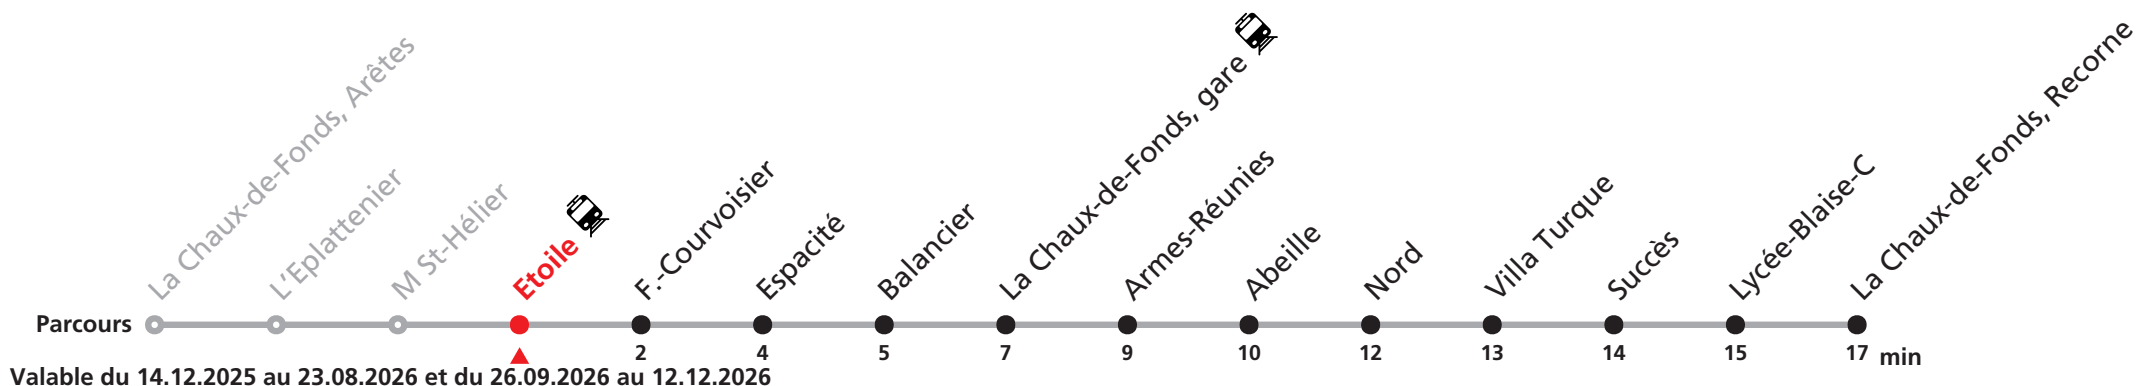 La Chaux-de-Fonds, Arêtes
L'Eplattenier
M St-Hélier
Etoile
F.-Courvoisier
Espacité
Balancier
La Chaux-de-Fonds, gare
Armes-Réunies
Abeille
Nord
Villa Turque
Succès
Lycée-Blaise-C
La Chaux-de-Fonds, Recorne
Parcours
2 4 5 7 9 10 12 13 14 15 17 min
Valable du 14.12.2025 au 23.08.2026 et du 26.09.2026 au 12.12.2026